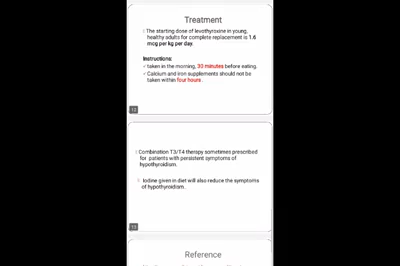 Treatment
The starting dose of levothyroxine in young,
healthy adults for complete replacement is 1.6
mcg per kg per day.
Instructions:
✓ taken in the morning, 30 minutes before eating.
✓ Calcium and iron supplements should not be
taken within four hours.
Combination T3/T4 therapy sometimes prescribed
for patients with persistent symptoms of
hypothyroidism.
Iodine given in diet will also reduce the symptoms
of hypothyroidism.
Reference